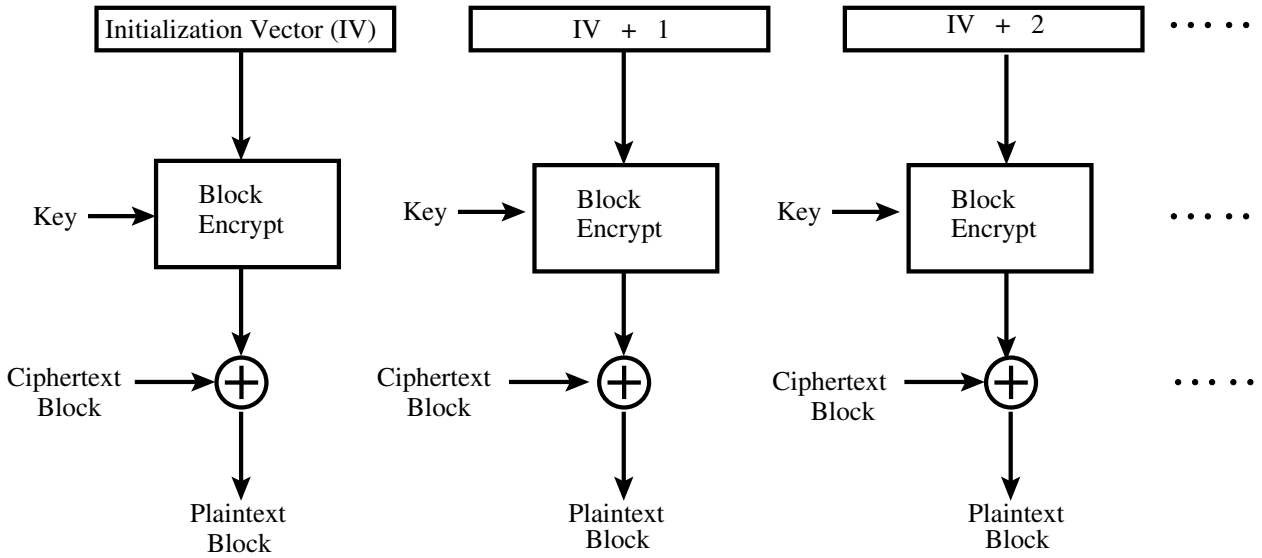 Initialization Vector (IV)
IV + 1
IV + 2
Key
Block
Encrypt
Key
Block
Encrypt
Key
Block
Encrypt
Ciphertext
Block
Ciphertext
Block
Ciphertext
Block
Plaintext
Block
Plaintext
Block
Plaintext
Block